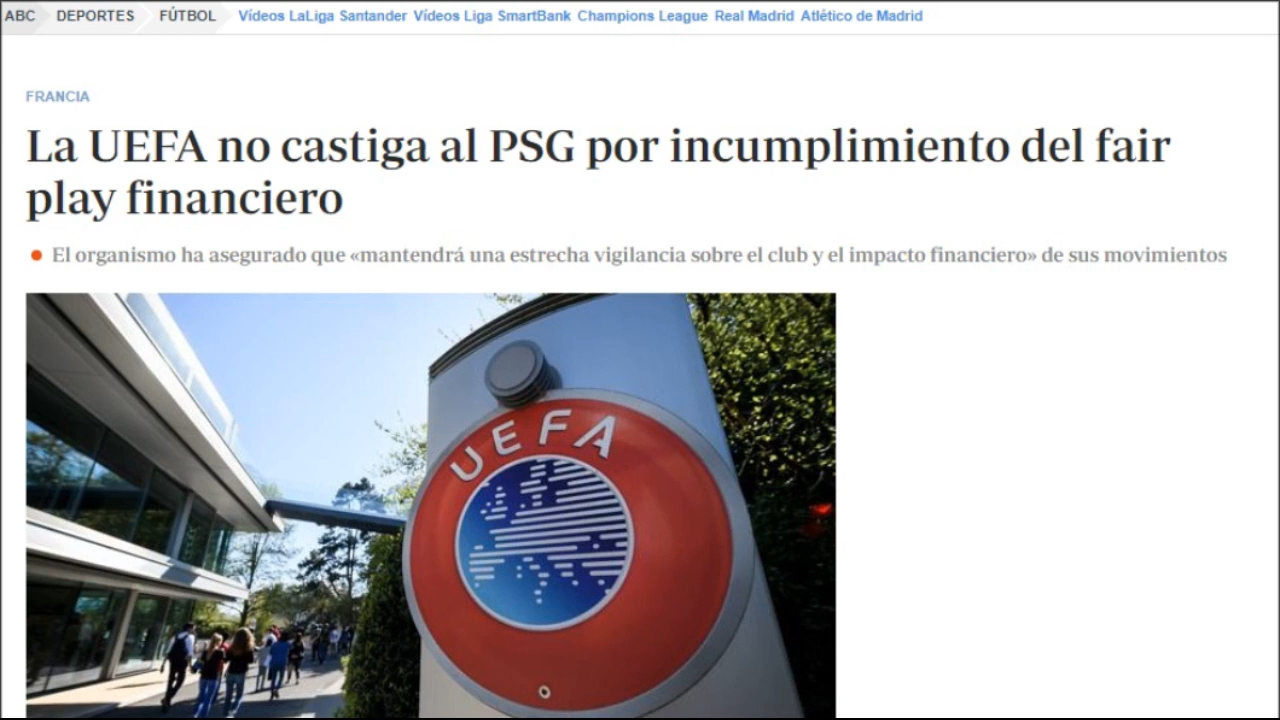 ABC DEPORTES FÚTBOL Vídeos LaLiga Santander Vídeos Liga SmartBank Champions League Real Madrid Atlético de Madrid
FRANCIA
La UEFA no castiga al PSG por incumplimiento del fair
play financiero
El organismo ha asegurado que «mantendrá una estrecha vigilancia sobre el club y el impacto financiero» de sus movimientos
UEFA